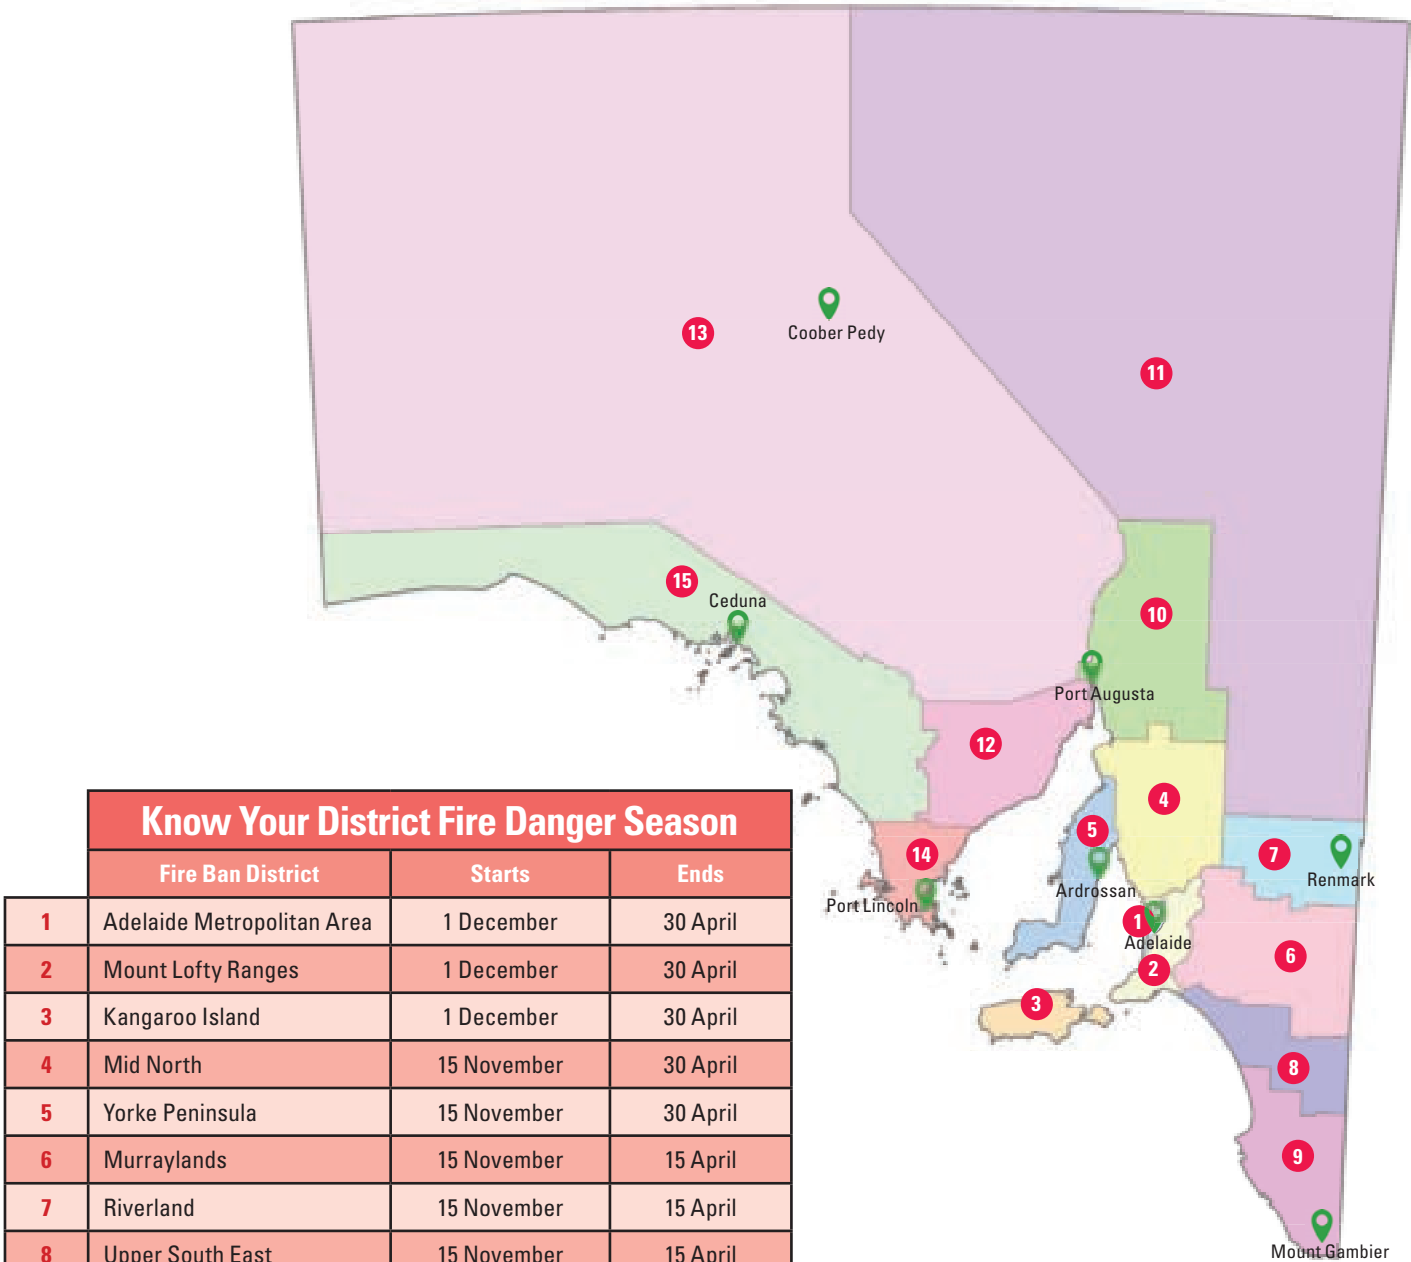 13
Coober Pedy
11
15
Ceduna
10
Port Augusta
12
4
5
14
7
Ardrossan
Renmark
Port Lincoln
1
Adelaide
2
6
3
8
9
Mount Gambier
Know Your District Fire Danger Season
Fire Ban District Starts Ends
1 Adelaide Metropolitan Area 1 December 30 April
2 Mount Lofty Ranges 1 December 30 April
3 Kangaroo Island 1 December 30 April
4 Mid North 15 November 30 April
5 Yorke Peninsula 15 November 30 April
6 Murraylands 15 November 15 April
7 Riverland 15 November 15 April
8 Upper South East 15 November 15 April